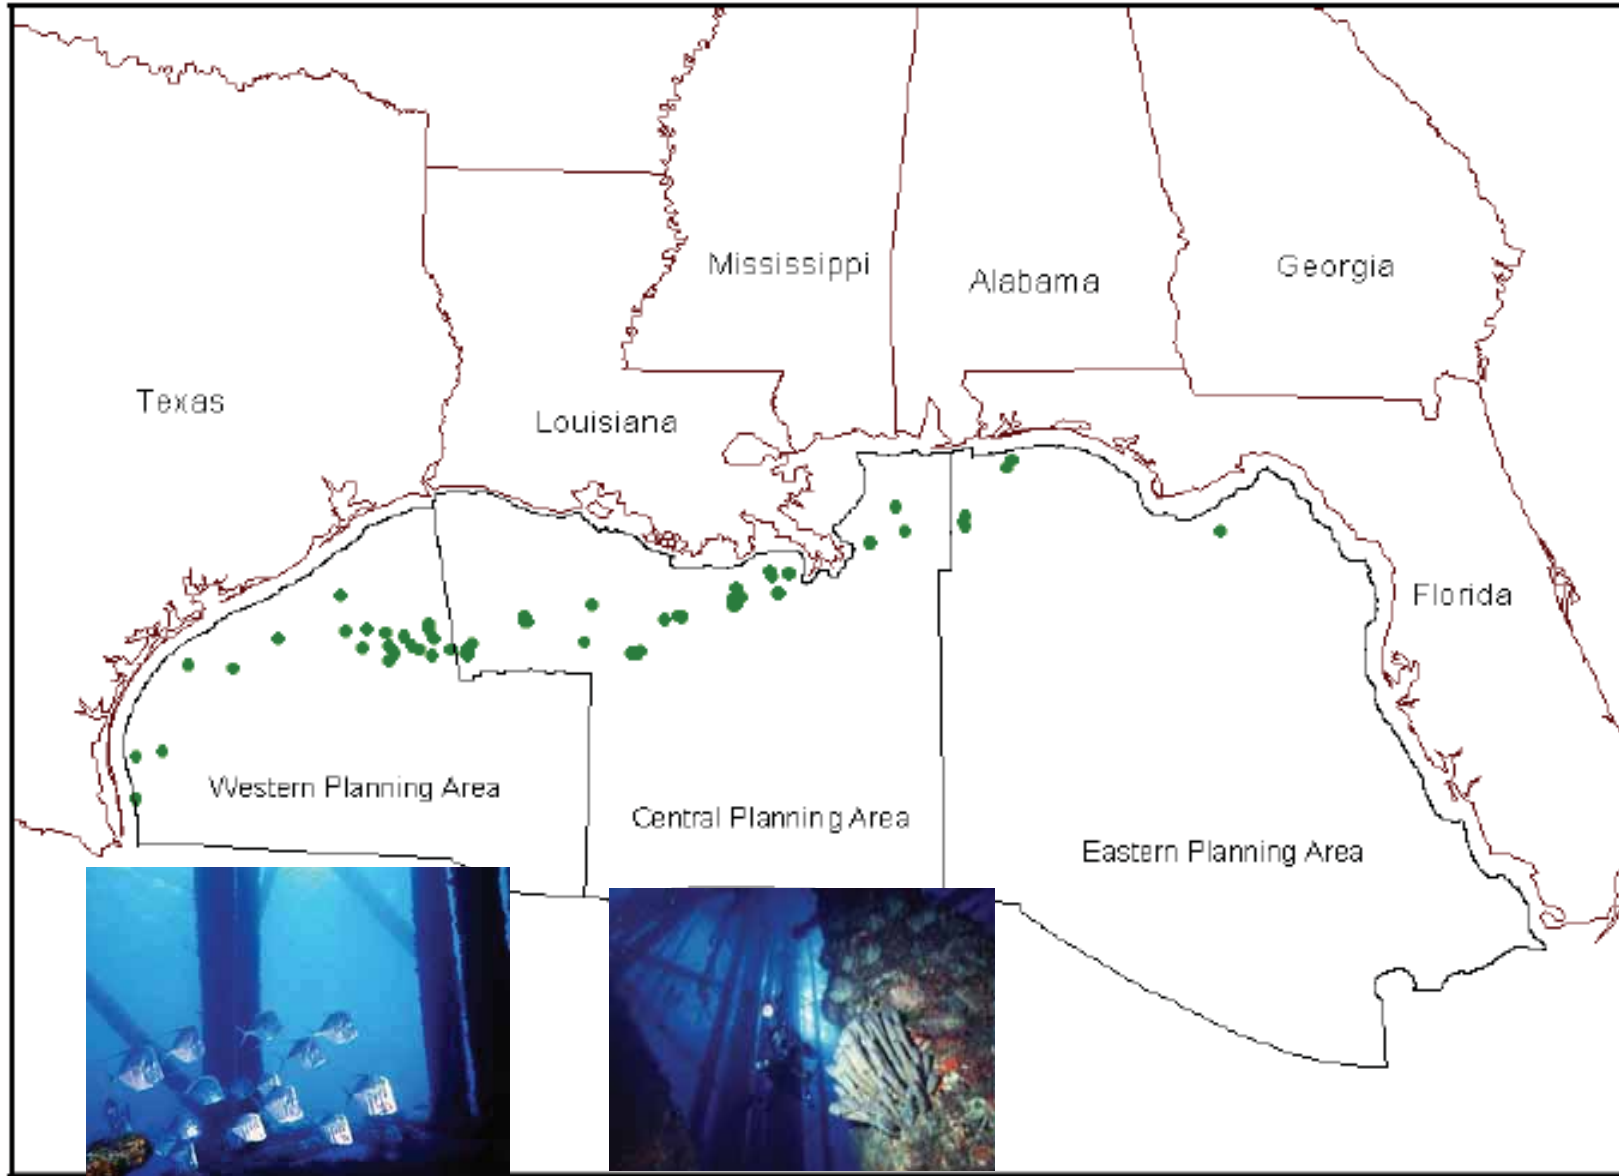 Mississippi
Alabama
Georgia
Texas
Louisiana
Florida
Western Planning Area
Central Planning Area
Eastern Planning Area